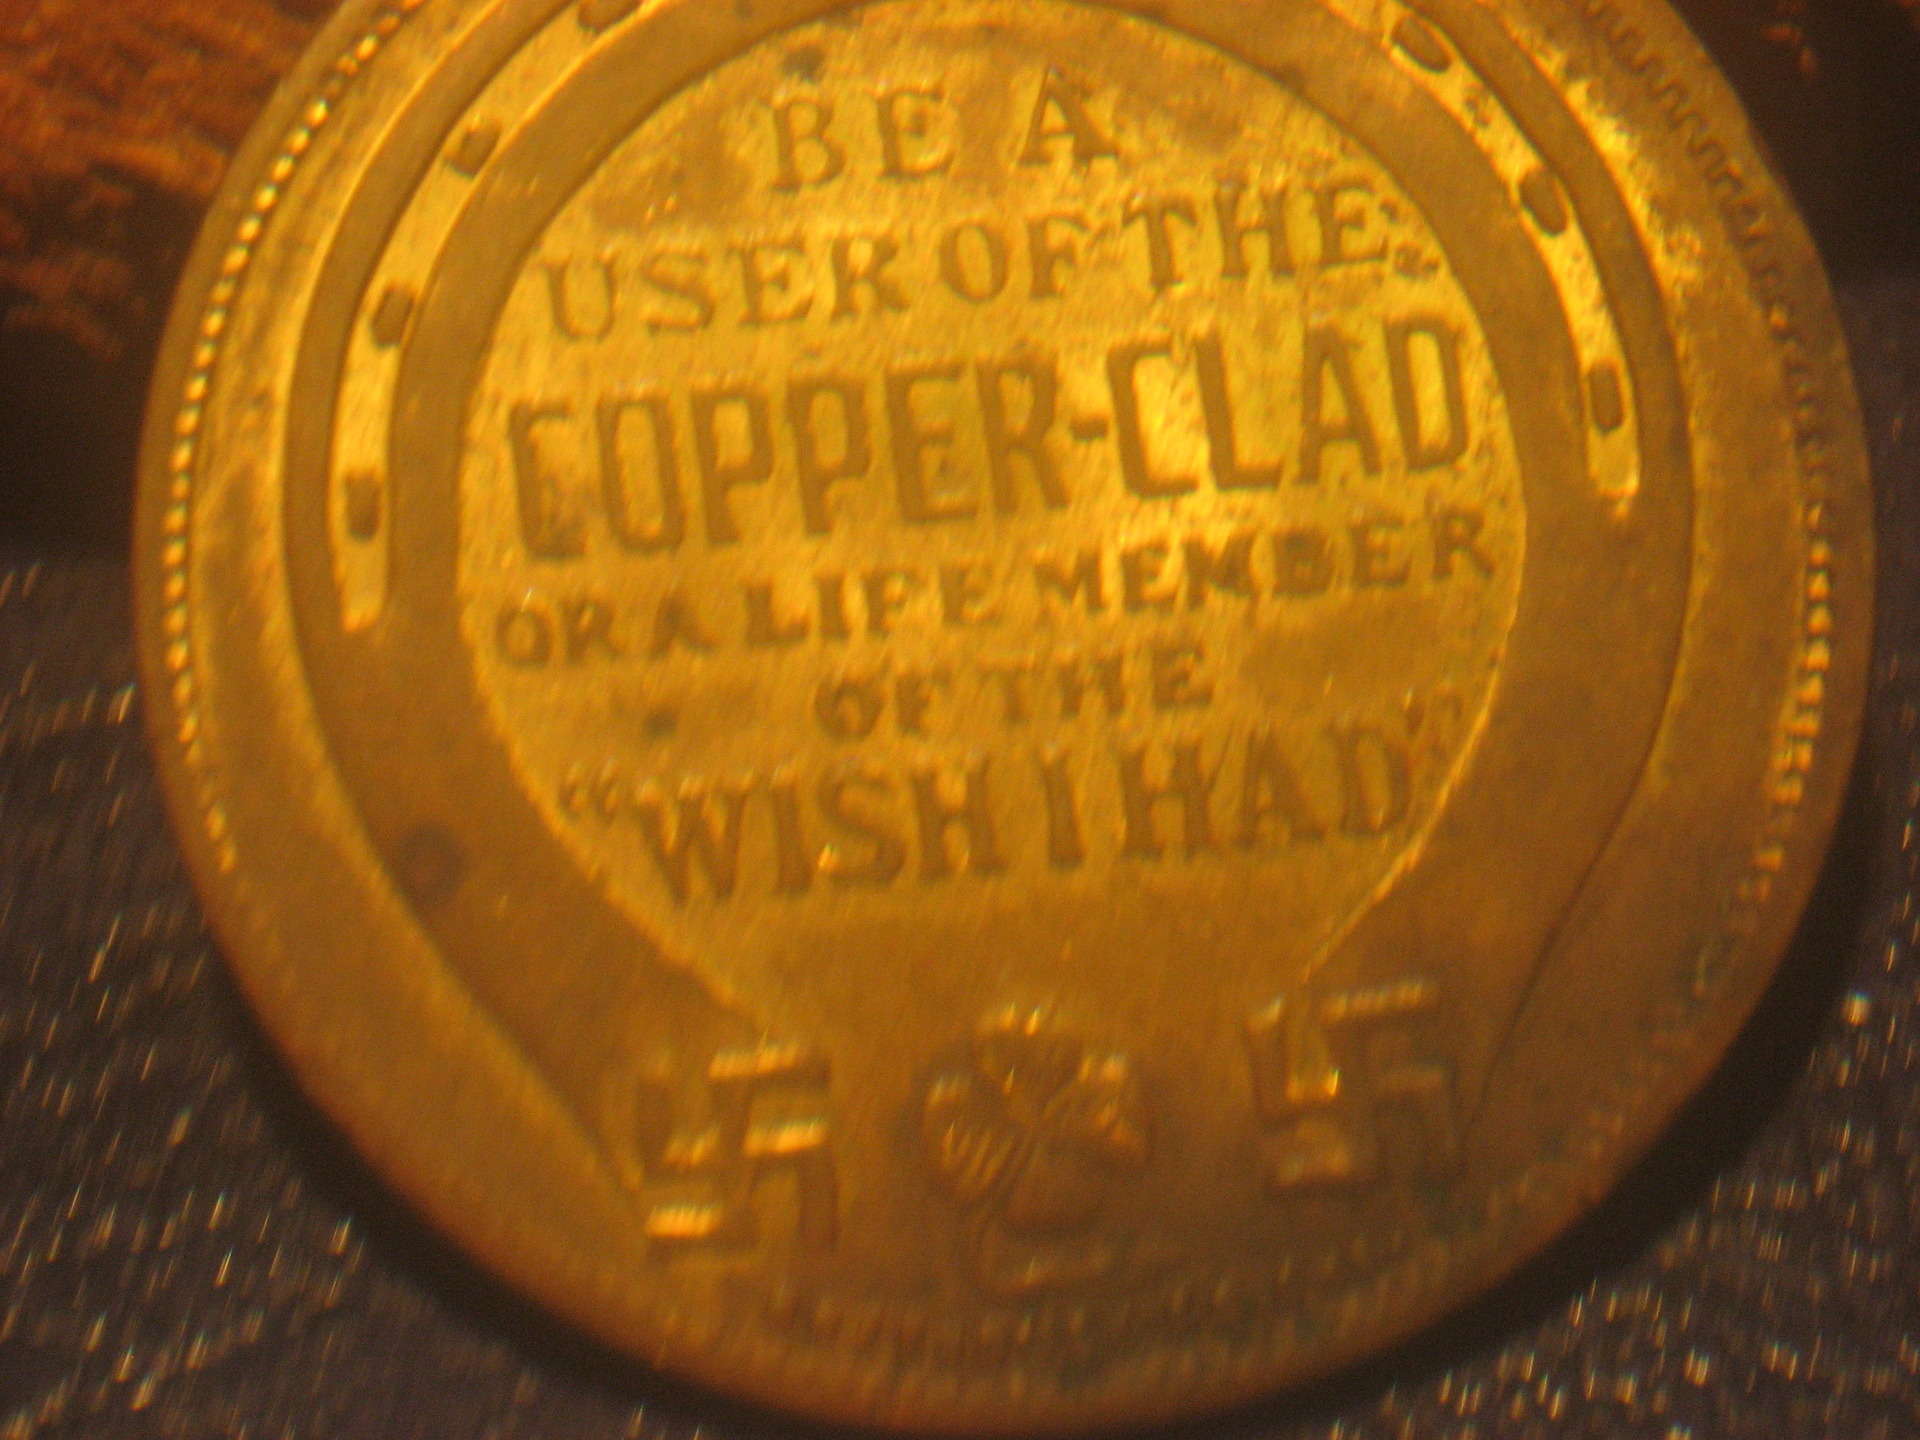 BE A
USER OF THE
COPPER-CLAD
OR A LIFE MEMBER
OF THE
"WISH I HAD"